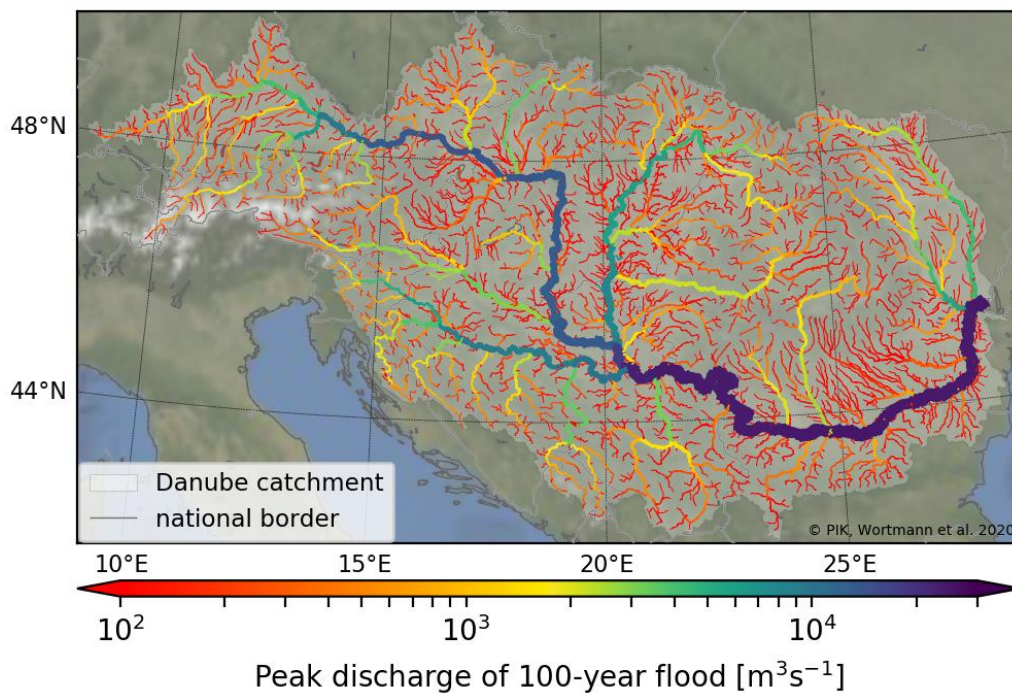 48°N
44°N
Danube catchment
national border
© PIK, Wortmann et al. 2020
10°E 15°E 20°E 25°E
10² 10³ 10⁴
Peak discharge of 100-year flood [m³s⁻¹]